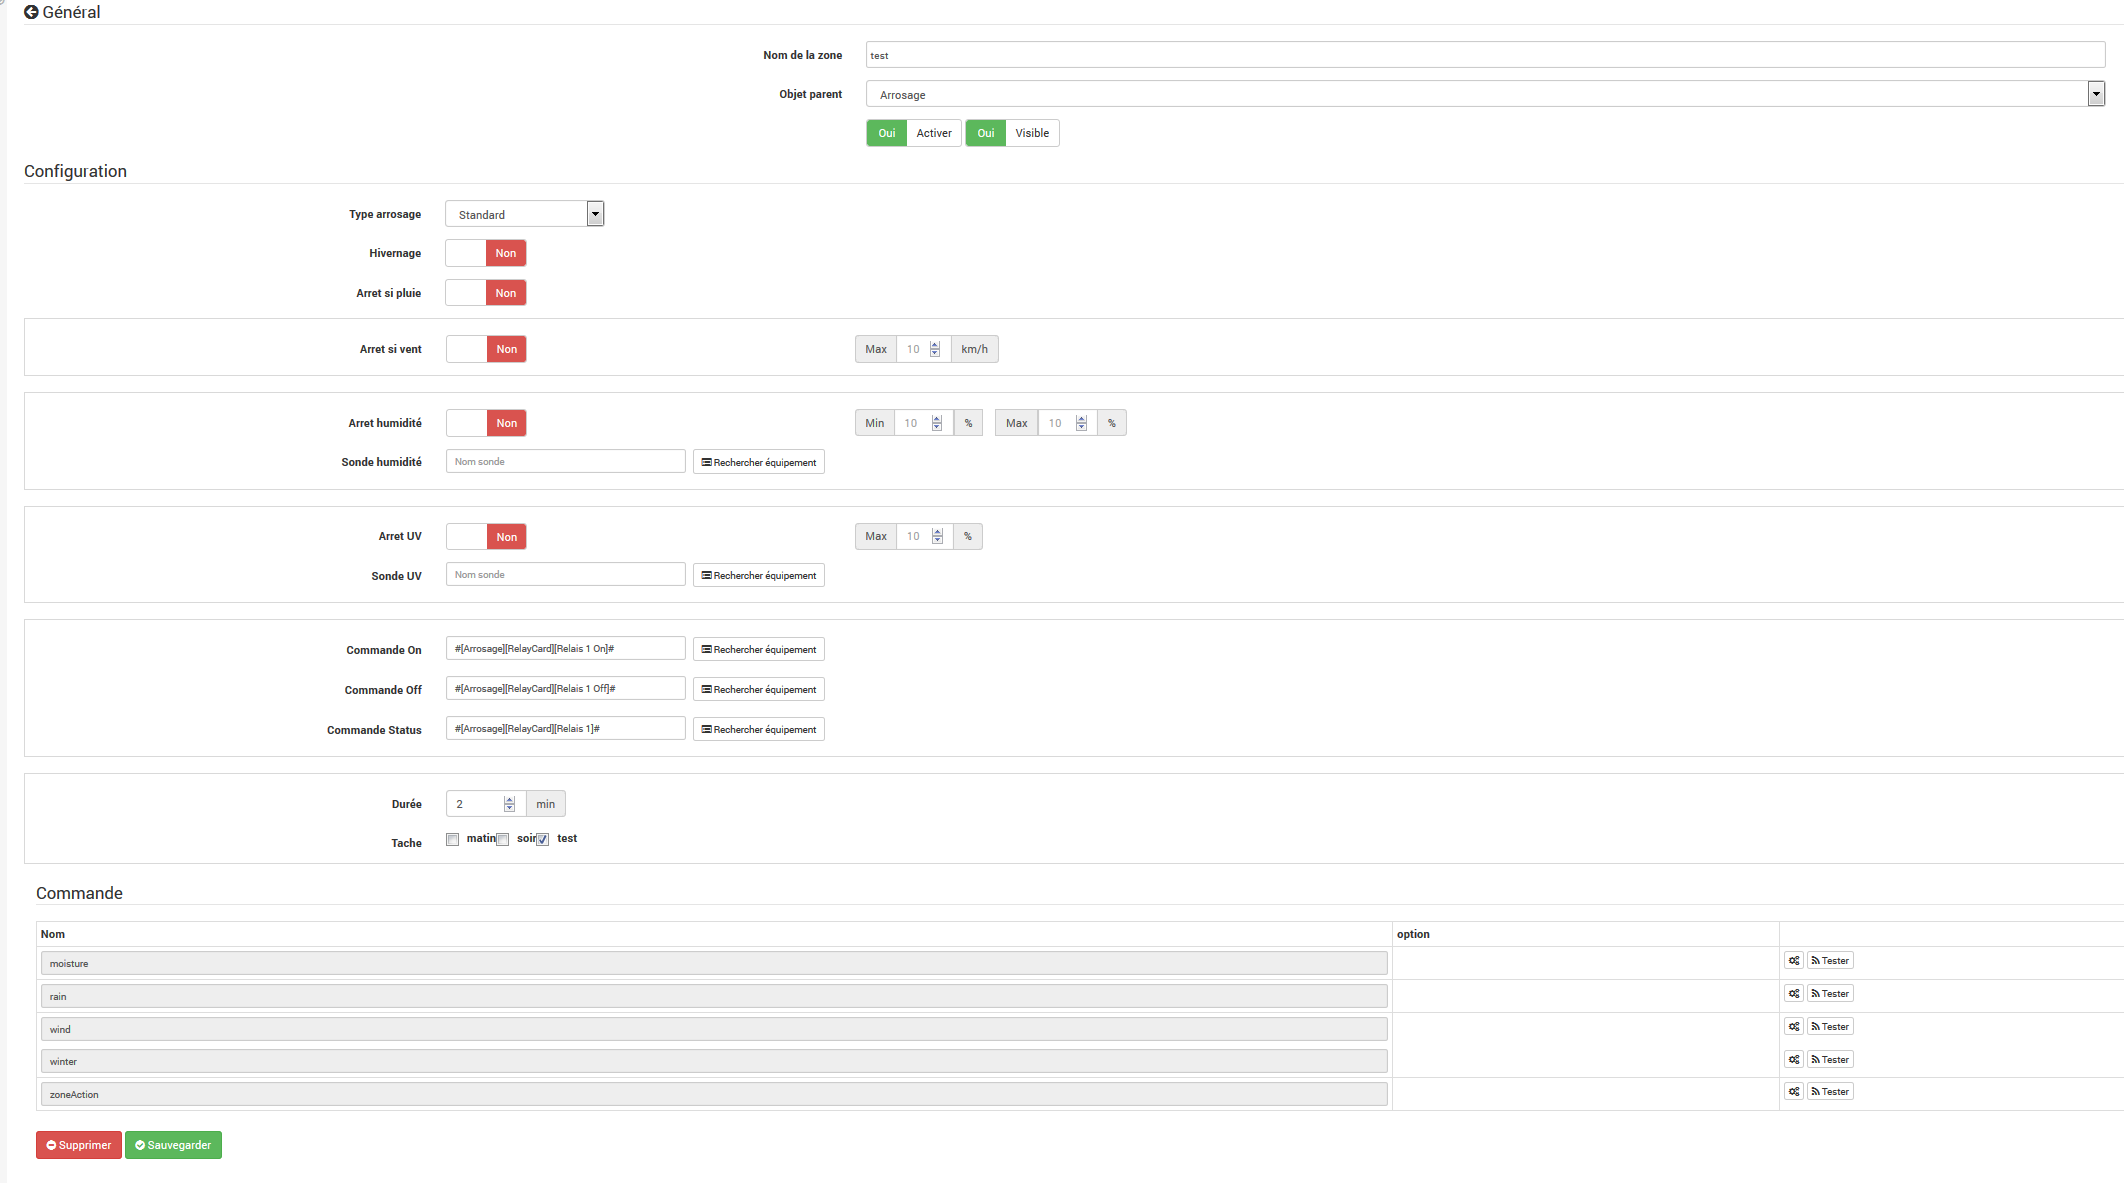 Général
Nom de la zone test
Objet parent Arrosage
Oui Activer Oui Visible
Configuration
Type arrosage Standard
Hivernage Non
Arret si pluie Non
Arret si vent Non Max 10 km/h
Arret humidité Non Min 10 % Max 10 %
Sonde humidité Nom sonde Rechercher équipement
Arret UV Non Max 10 %
Sonde UV Nom sonde Rechercher équipement
Commande On #[Arrosage][RelayCard][Relais 1 On]# Rechercher équipement
Commande Off #[Arrosage][RelayCard][Relais 1 Off]# Rechercher équipement
Commande Status #[Arrosage][RelayCard][Relais 1]# Rechercher équipement
Durée 2 min
Tache matin soir test
Commande
Nom option
moisture Tester
rain Tester
wind Tester
winter Tester
zoneAction Tester
Supprimer Sauvegarder